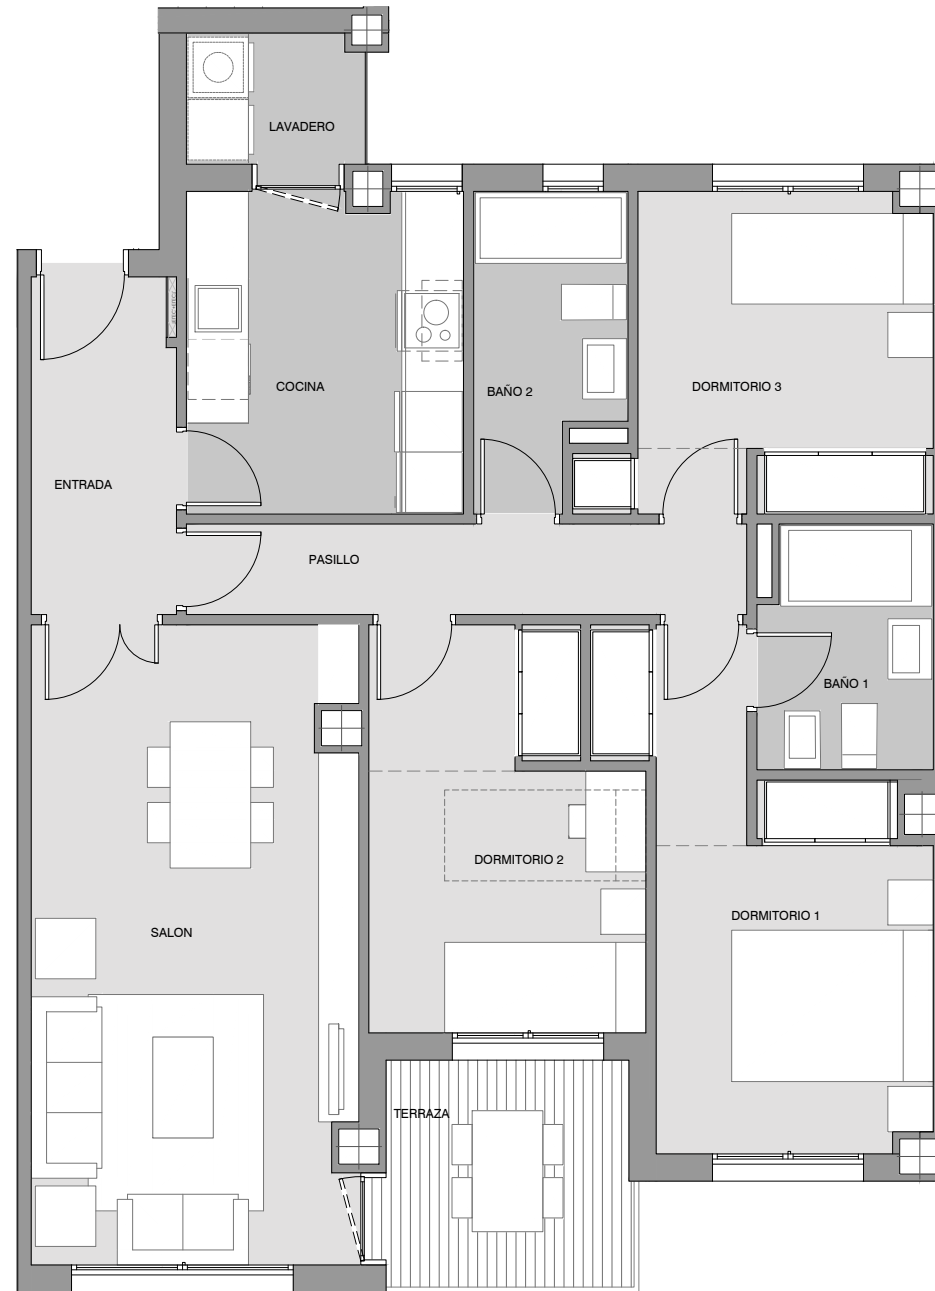 LAVADERO
COCINA
BAÑO 2
DORMITORIO 3
ENTRADA
PASILLO
BAÑO 1
DORMITORIO 2
DORMITORIO 1
SALON
TERRAZA